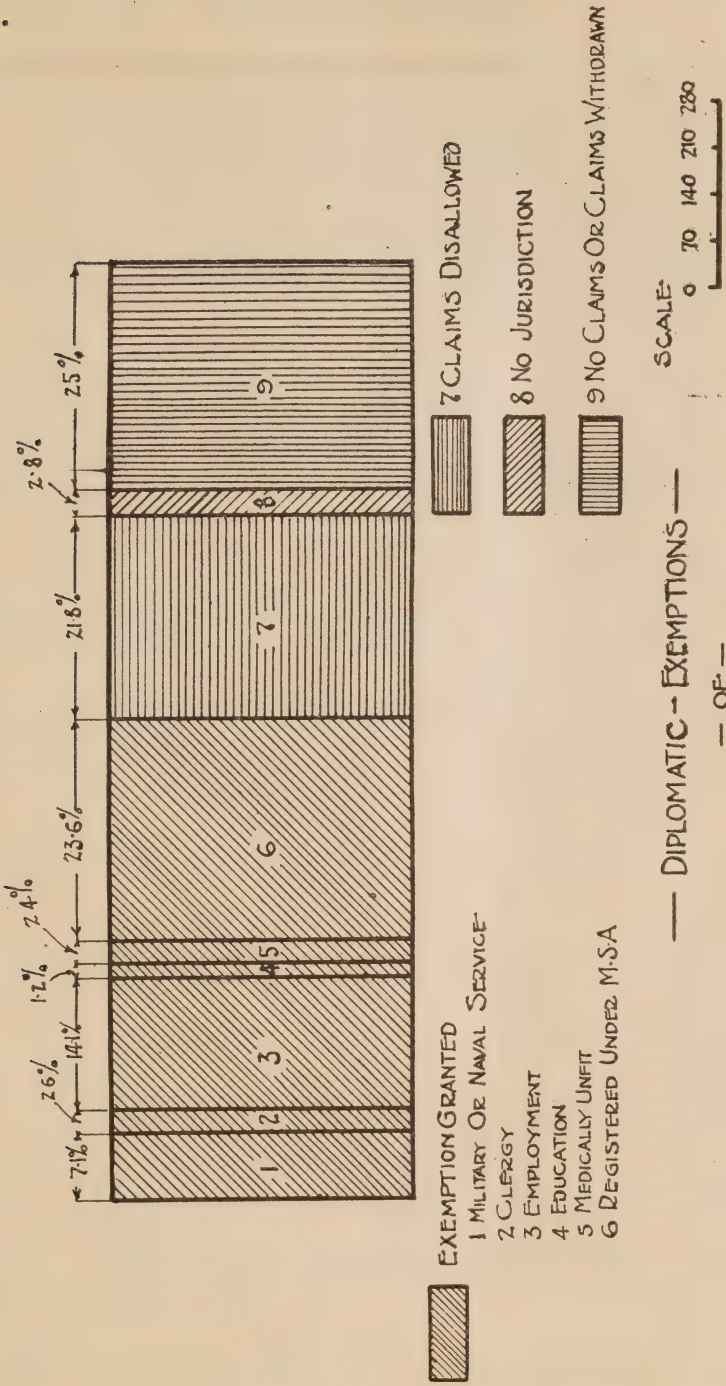 7·1%
2 6%
14·1%
1·2%
2 4%
23·6%
21·8%
2·8%
25%
1
2
3
4
5
6
7
8
9
EXEMPTION GRANTED
1 MILITARY OR NAVAL SERVICE
2 CLERGY
3 EMPLOYMENT
4 EDUCATION
5 MEDICALLY UNFIT
6 REGISTERED UNDER M.S.A
7 CLAIMS DISALLOWED
8 NO JURISDICTION
9 NO CLAIMS OR CLAIMS WITHDRAWN
SCALE
0 70 140 210 280
— DIPLOMATIC - EXEMPTIONS —
— OF —